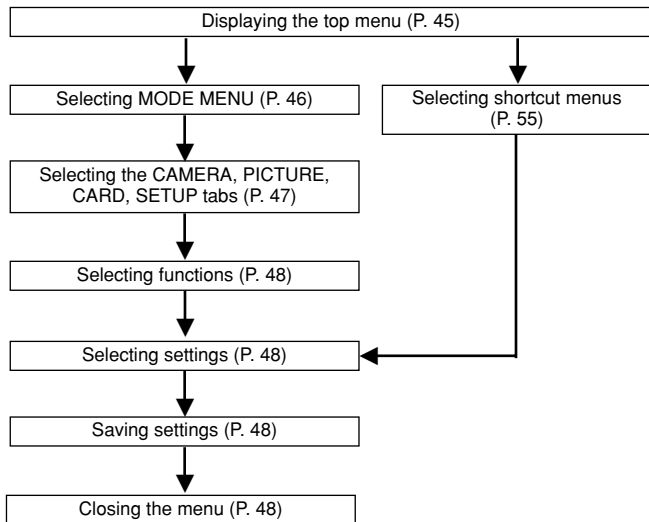 Displaying the top menu (P. 45)
Selecting MODE MENU (P. 46)
Selecting shortcut menus
(P. 55)
Selecting the CAMERA, PICTURE,
CARD, SETUP tabs (P. 47)
Selecting functions (P. 48)
Selecting settings (P. 48)
Saving settings (P. 48)
Closing the menu (P. 48)